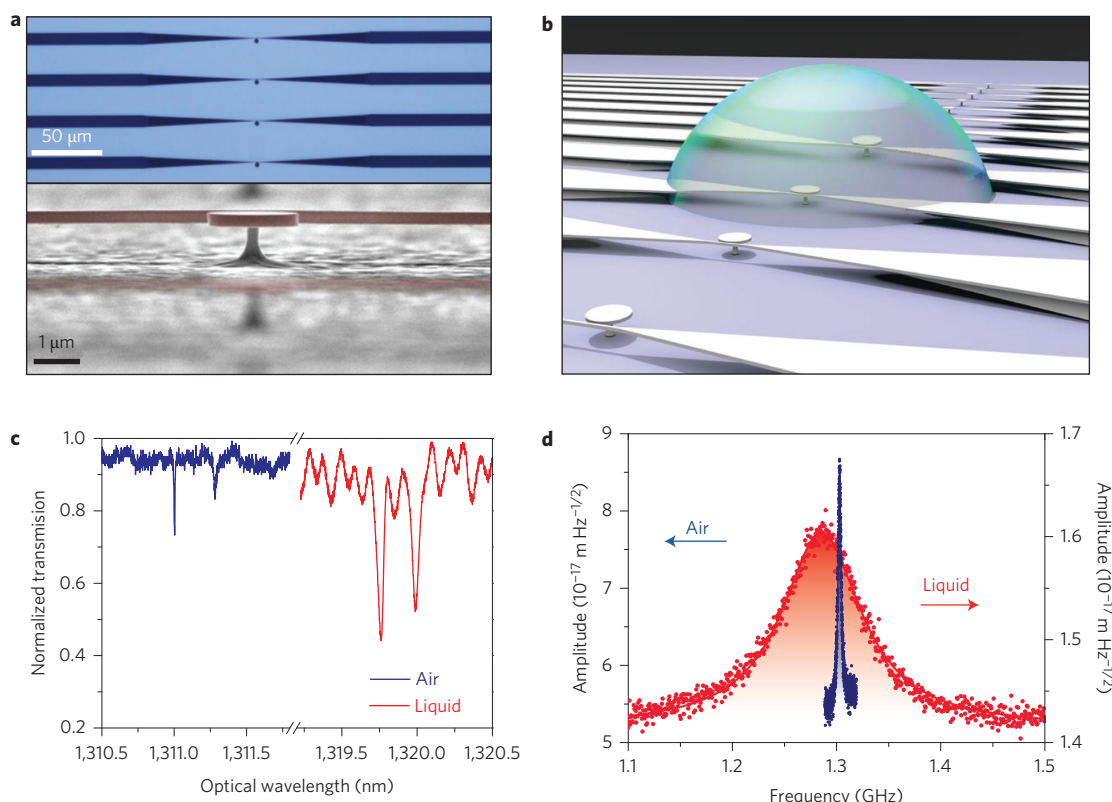 a
50 μm
1 μm
b
c
Normalized transmision
1.0
0.8
0.6
0.4
0.2
Air
Liquid
1,310.5 1,311.0 1,311.5 1,319.5 1,320.0 1,320.5
Optical wavelength (nm)
d
Amplitude (10⁻¹⁷ m Hz⁻¹/²)
9
8
7
6
5
Air
Liquid
1.7
1.6
1.5
1.4
Amplitude (10⁻¹⁷ m Hz⁻¹/²)
1.1 1.2 1.3 1.4 1.5
Frequency (GHz)